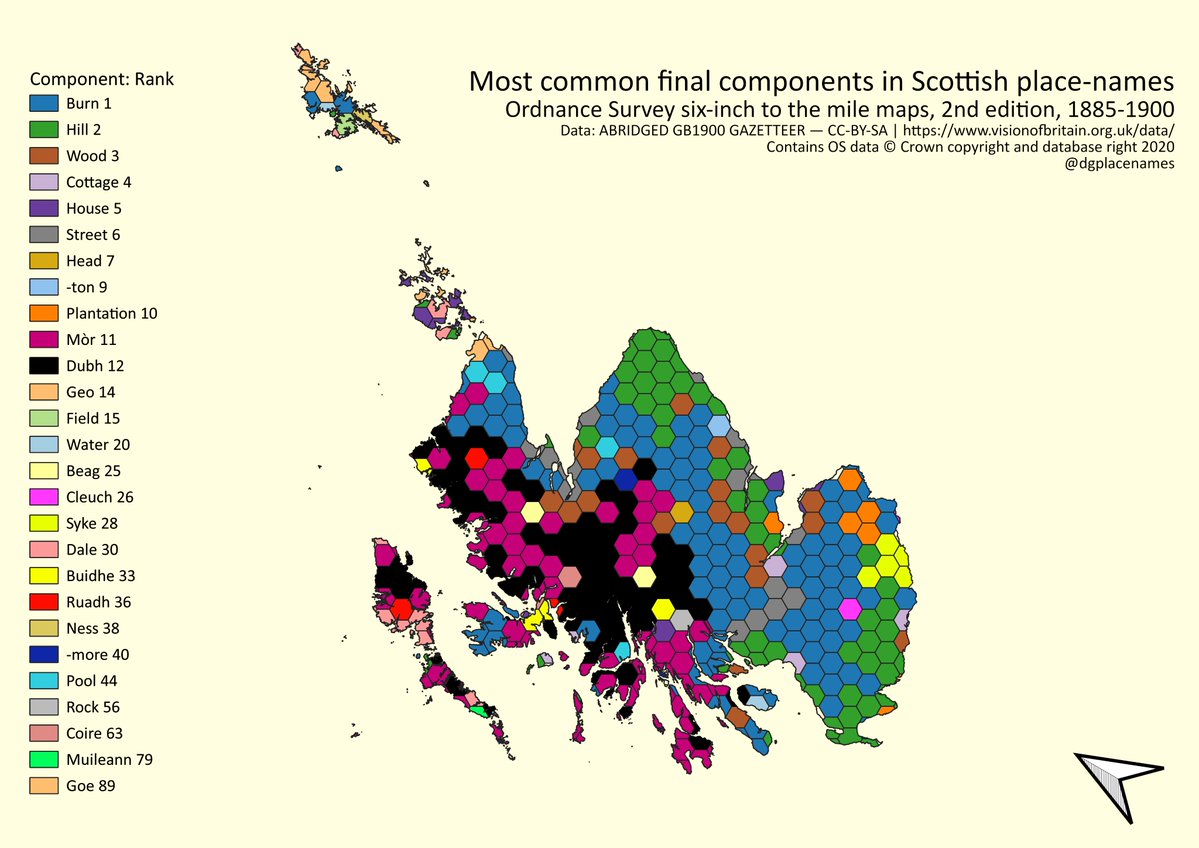 Most common final components in Scottish place-names
Ordnance Survey six-inch to the mile maps, 2nd edition, 1885-1900
Data: ABRIDGED GB1900 GAZETTEER — CC-BY-SA | https://www.visionofbritain.org.uk/data/
Contains OS data © Crown copyright and database right 2020
@dgplacenames
Component: Rank
Burn 1
Hill 2
Wood 3
Cottage 4
House 5
Street 6
Head 7
-ton 9
Plantation 10
Mòr 11
Dubh 12
Geo 14
Field 15
Water 20
Beag 25
Cleuch 26
Syke 28
Dale 30
Buidhe 33
Ruadh 36
Ness 38
-more 40
Pool 44
Rock 56
Coire 63
Muileann 79
Goe 89